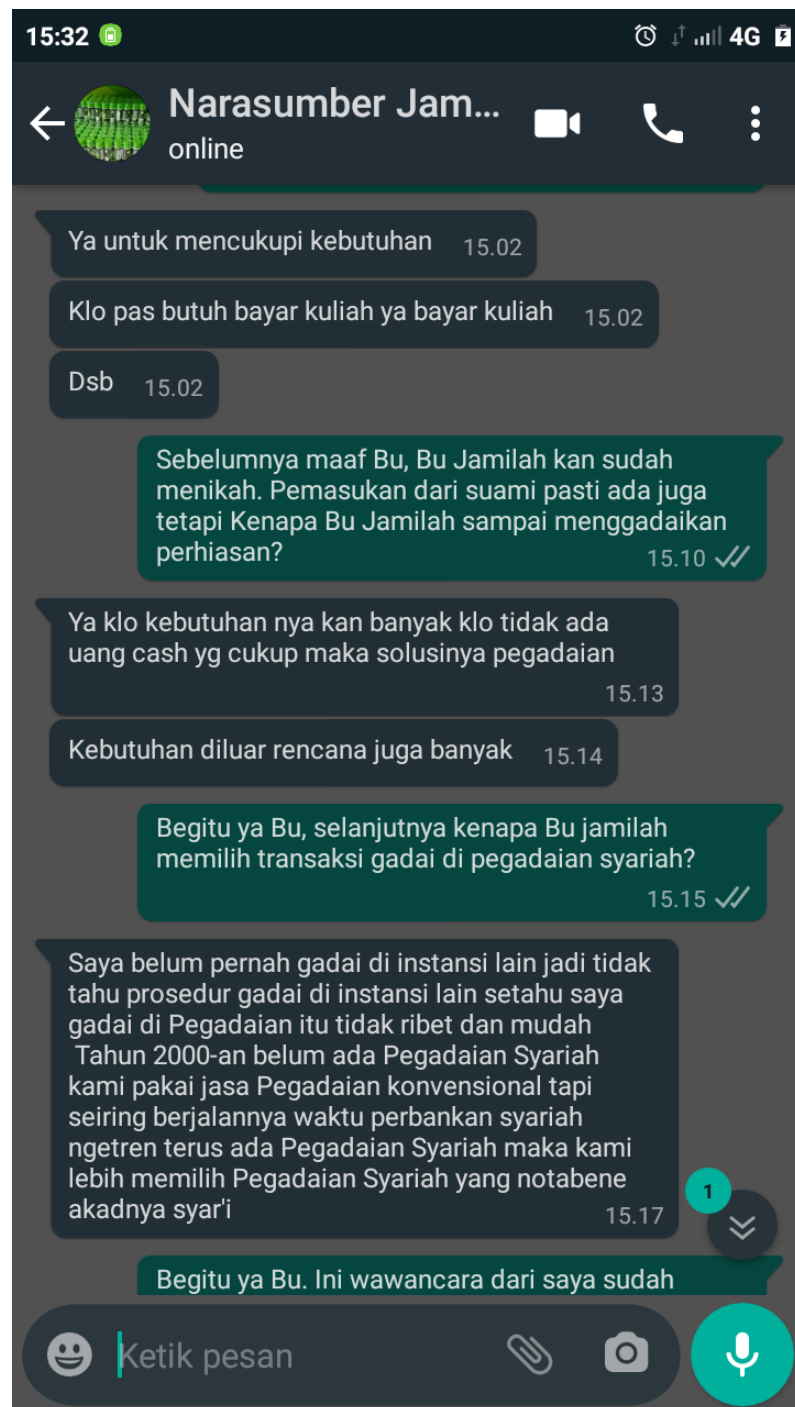 15:32
4G
Narasumber Jam...
online
Ya untuk mencukupi kebutuhan 15.02
Klo pas butuh bayar kuliah ya bayar kuliah 15.02
Dsb 15.02
Sebelumnya maaf Bu, Bu Jamilah kan sudah
menikah. Pemasukan dari suami pasti ada juga
tetapi Kenapa Bu Jamilah sampai menggadaikan
perhiasan? 15.10
Ya klo kebutuhan nya kan banyak klo tidak ada
uang cash yg cukup maka solusinya pegadaian
15.13
Kebutuhan diluar rencana juga banyak 15.14
Begitu ya Bu, selanjutnya kenapa Bu jamilah
memilih transaksi gadai di pegadaian syariah?
15.15
Saya belum pernah gadai di instansi lain jadi tidak
tahu prosedur gadai di instansi lain setahu saya
gadai di Pegadaian itu tidak ribet dan mudah
Tahun 2000-an belum ada Pegadaian Syariah
kami pakai jasa Pegadaian konvensional tapi
seiring berjalannya waktu perbankan syariah
ngetren terus ada Pegadaian Syariah maka kami
lebih memilih Pegadaian Syariah yang notabene
akadnya syar'i 15.17
1
Begitu ya Bu. Ini wawancara dari saya sudah
Ketik pesan